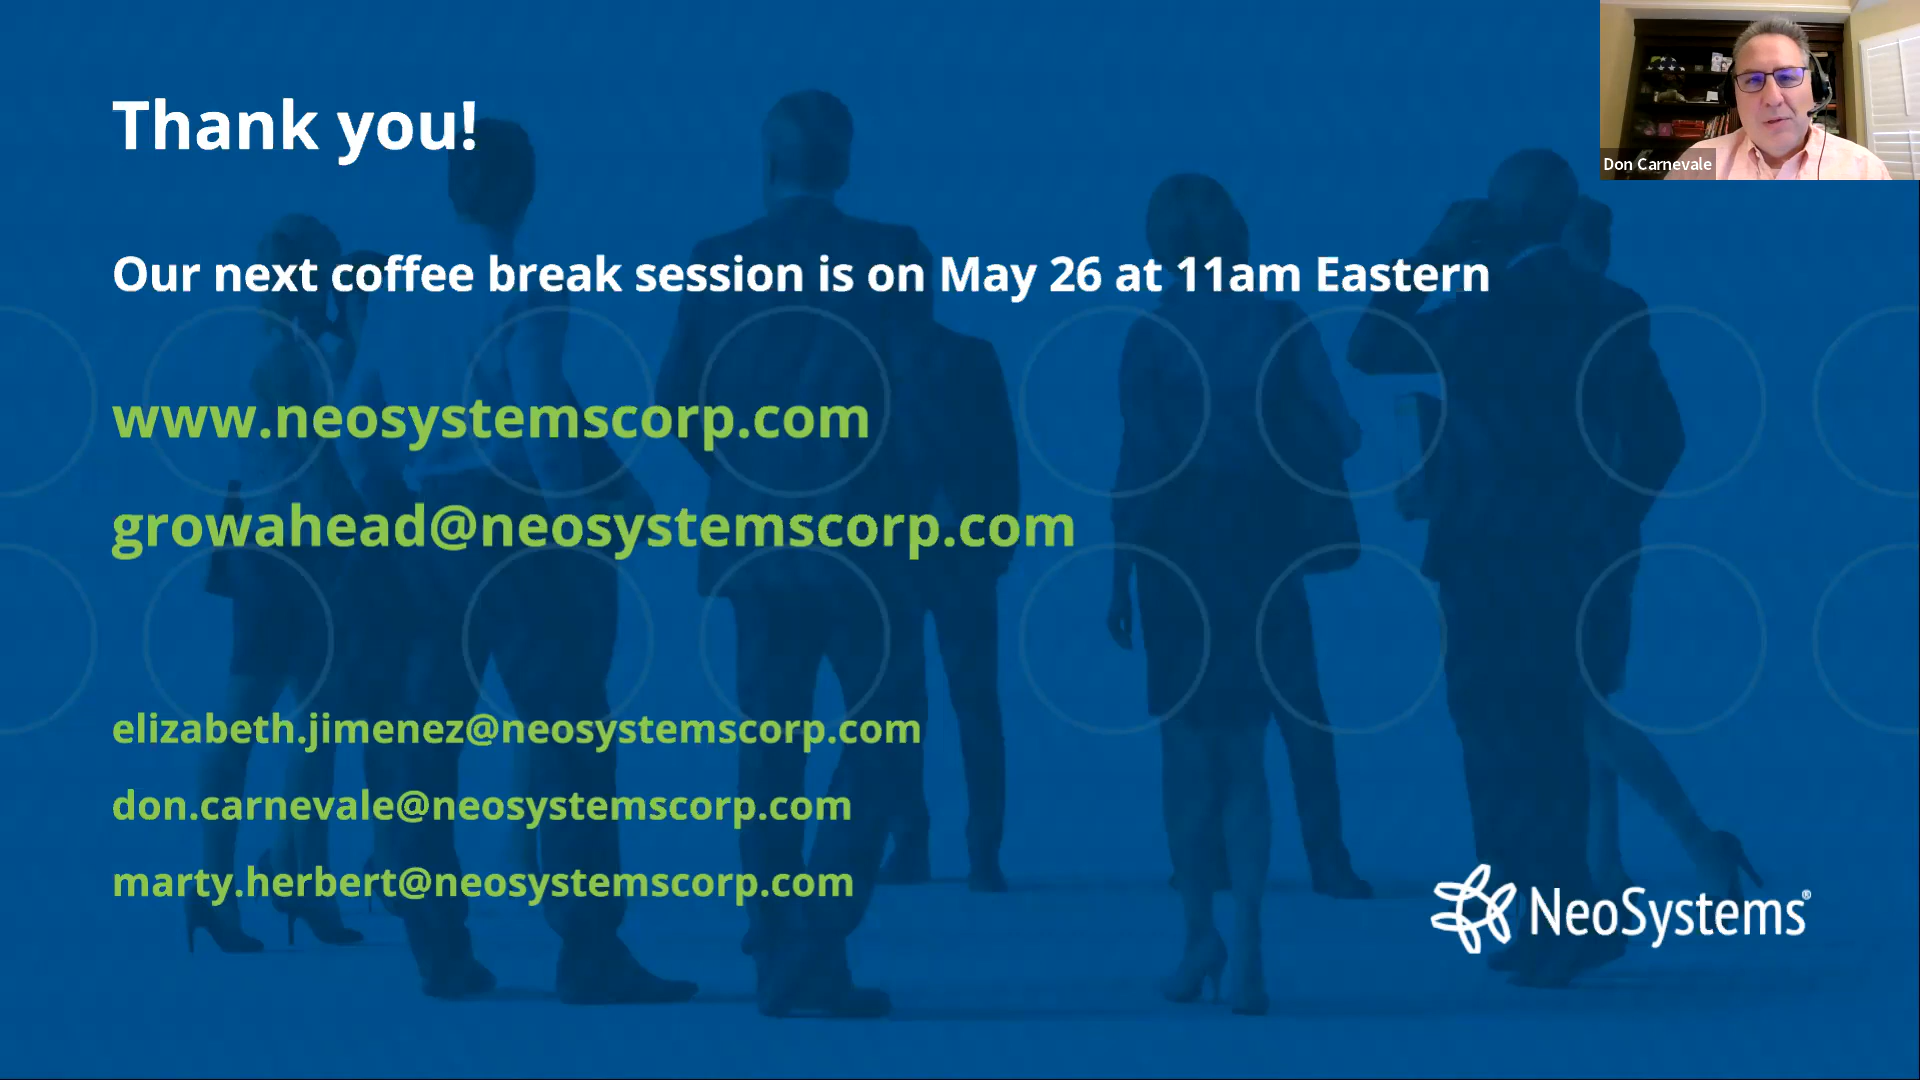 Thank you!
Don Carnevale
Our next coffee break session is on May 26 at 11am Eastern
www.neosystemscorp.com
growahead@neosystemscorp.com
elizabeth.jimenez@neosystemscorp.com
don.carnevale@neosystemscorp.com
marty.herbert@neosystemscorp.com
NeoSystems®